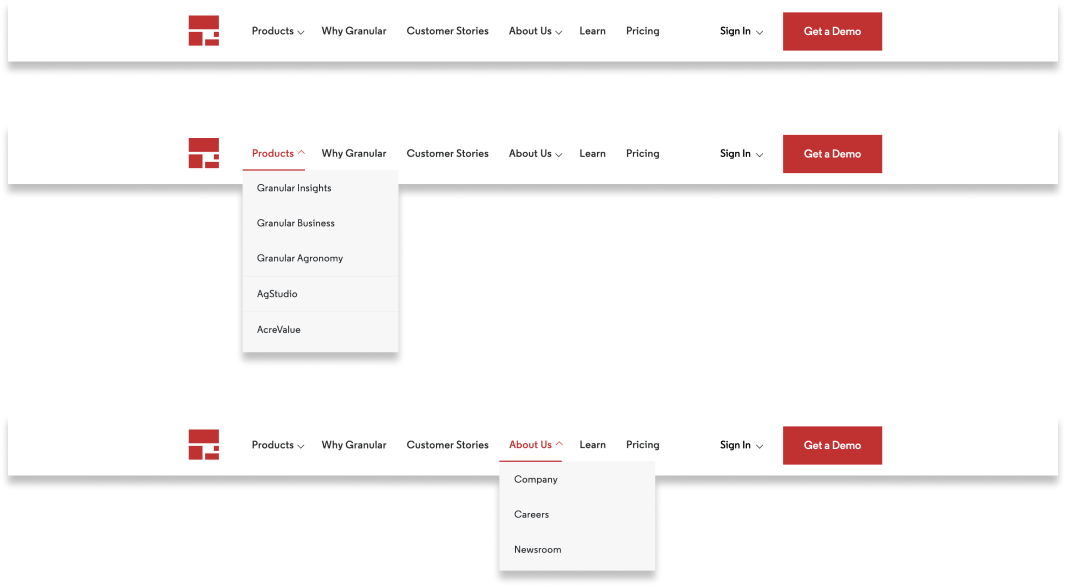 Products Why Granular Customer Stories About Us Learn Pricing Sign In Get a Demo
Products Why Granular Customer Stories About Us Learn Pricing Sign In Get a Demo
Granular Insights
Granular Business
Granular Agronomy
AgStudio
AcreValue
Products Why Granular Customer Stories About Us Learn Pricing Sign In Get a Demo
Company
Careers
Newsroom